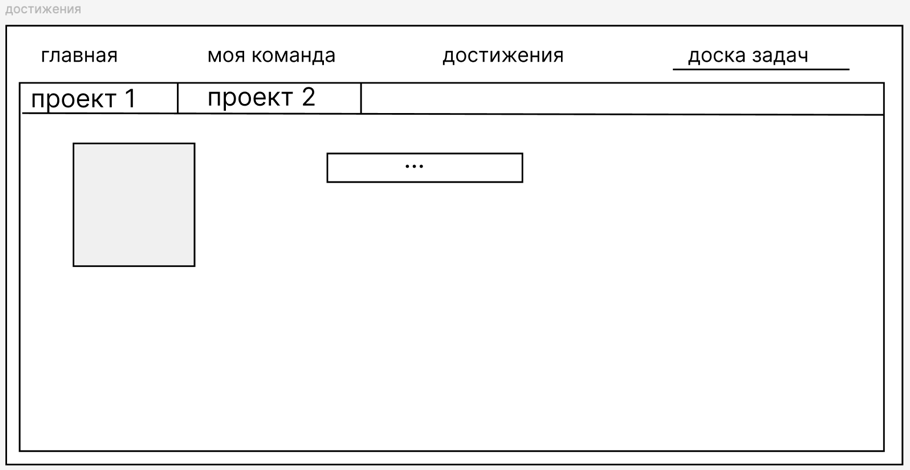 достижения
главная моя команда достижения доска задач
проект 1 проект 2
...